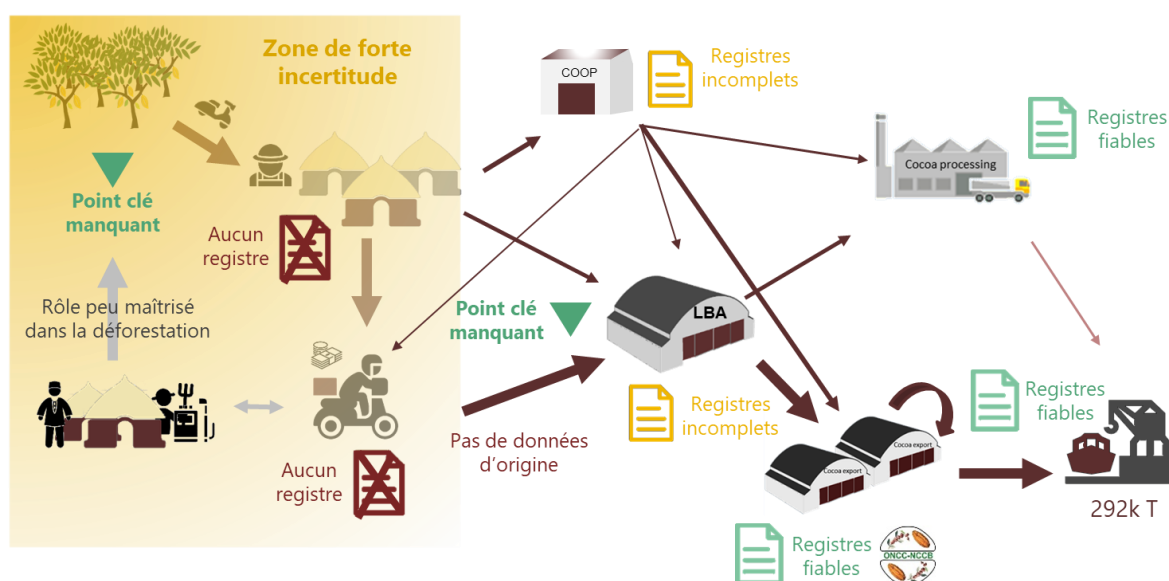 Zone de forte
incertitude
COOP
Registres
incomplets
Registres
fiables
Cocoa processing
Point clé
manquant
Aucun
registre
Rôle peu maîtrisé
dans la déforestation
Point clé
manquant
LBA
Registres
incomplets
Pas de données
d'origine
Aucun
registre
Registres
fiables
Cocoa export
Cocoa export
292k T
Registres
fiables
ONCC-NCCB